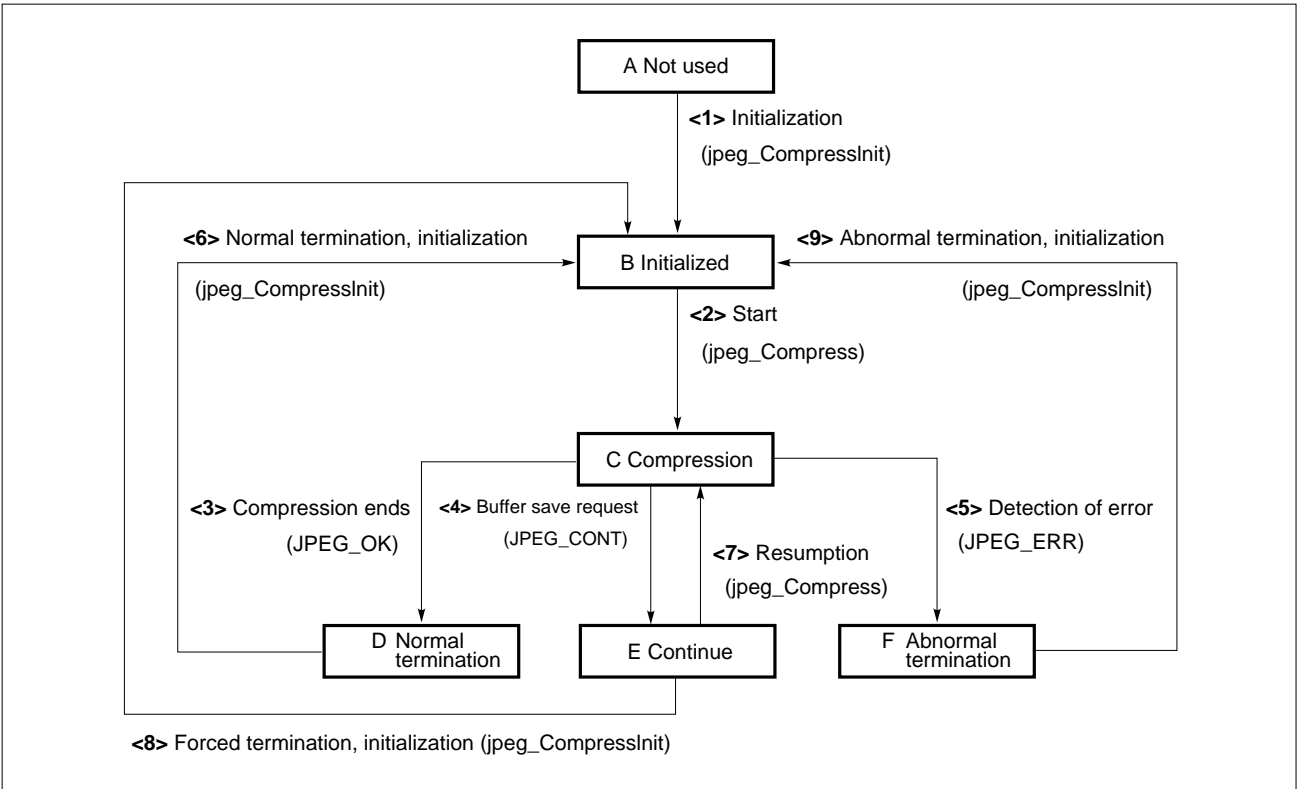 A Not used
<1> Initialization
(jpeg_CompressInit)
<6> Normal termination, initialization
(jpeg_CompressInit)
B Initialized
<9> Abnormal termination, initialization
(jpeg_CompressInit)
<2> Start
(jpeg_Compress)
C Compression
<3> Compression ends
(JPEG_OK)
<4> Buffer save request
(JPEG_CONT)
<7> Resumption
(jpeg_Compress)
<5> Detection of error
(JPEG_ERR)
D Normal
termination
E Continue
F Abnormal
termination
<8> Forced termination, initialization (jpeg_CompressInit)